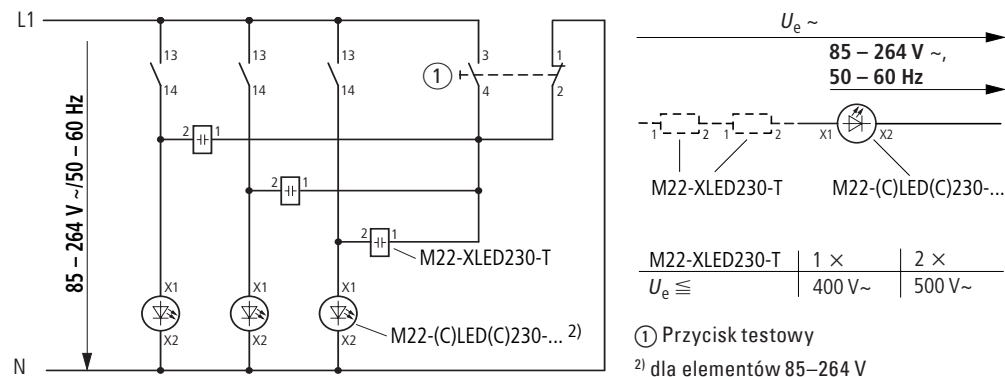 L1
85 – 264 V ~/50 – 60 Hz
13
14
13
14
13
14
3
4
1
2
①
2 1
2 1
2 1
M22-XLED230-T
X1
X2
X1
X2
X1
X2
M22-(C)LED(C)230-... 2)
N
Ue ~
85 – 264 V ~,
50 – 60 Hz
1 2 1 2 X1 X2
M22-XLED230-T M22-(C)LED(C)230-...
M22-XLED230-T 1 × 2 ×
Ue ≦ 400 V~ 500 V~
① Przycisk testowy
2) dla elementów 85–264 V